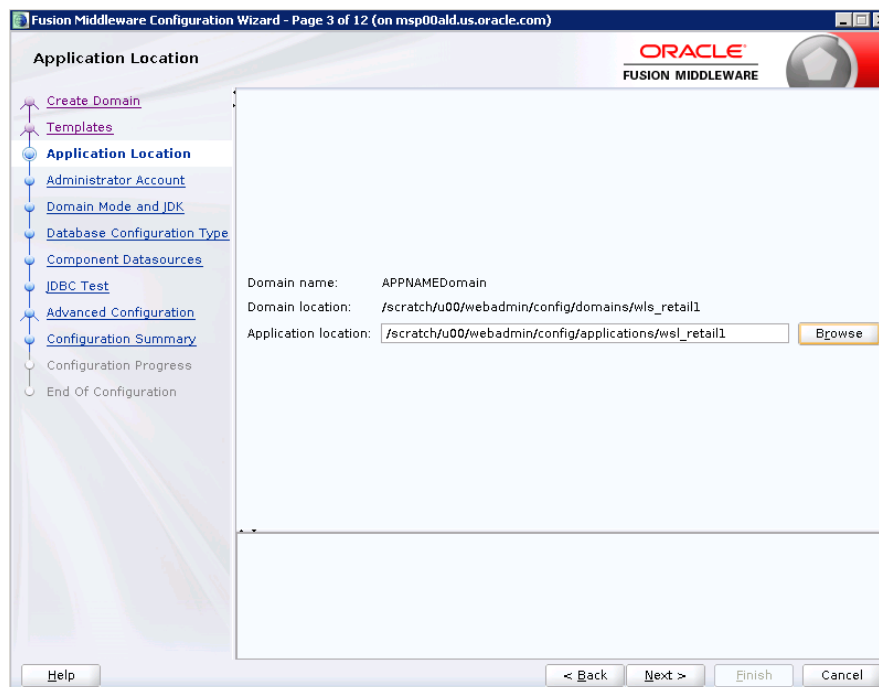 Fusion Middleware Configuration Wizard - Page 3 of 12 (on msp00ald.us.oracle.com)
Application Location
ORACLE
FUSION MIDDLEWARE
Create Domain
Templates
Application Location
Administrator Account
Domain Mode and JDK
Database Configuration Type
Component Datasources
JDBC Test
Advanced Configuration
Configuration Summary
Configuration Progress
End Of Configuration
Domain name: APPNAMEDomain
Domain location: /scratch/u00/webadmin/config/domains/wls_retail1
Application location: /scratch/u00/webadmin/config/applications/wsl_retail1 Browse
Help < Back Next > Finish Cancel